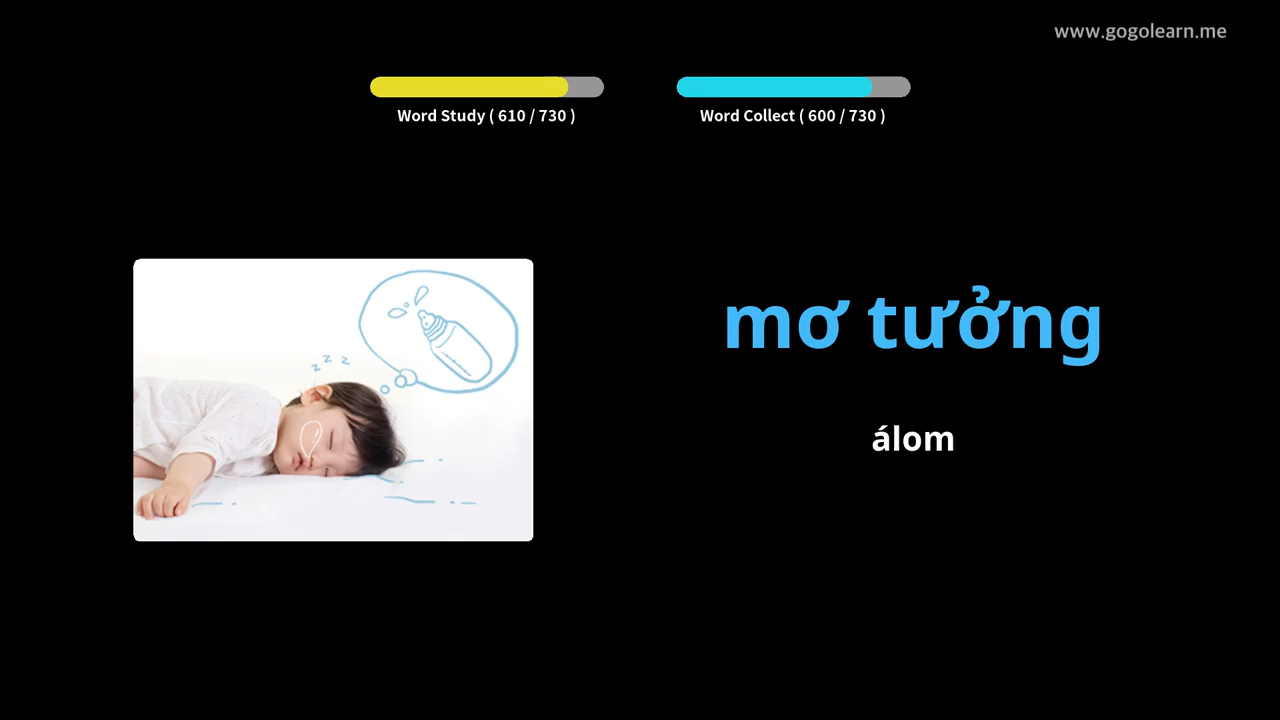 www.gogolearn.me
Word Study ( 610 / 730 )
Word Collect ( 600 / 730 )
z z z
mơ tưởng
álom